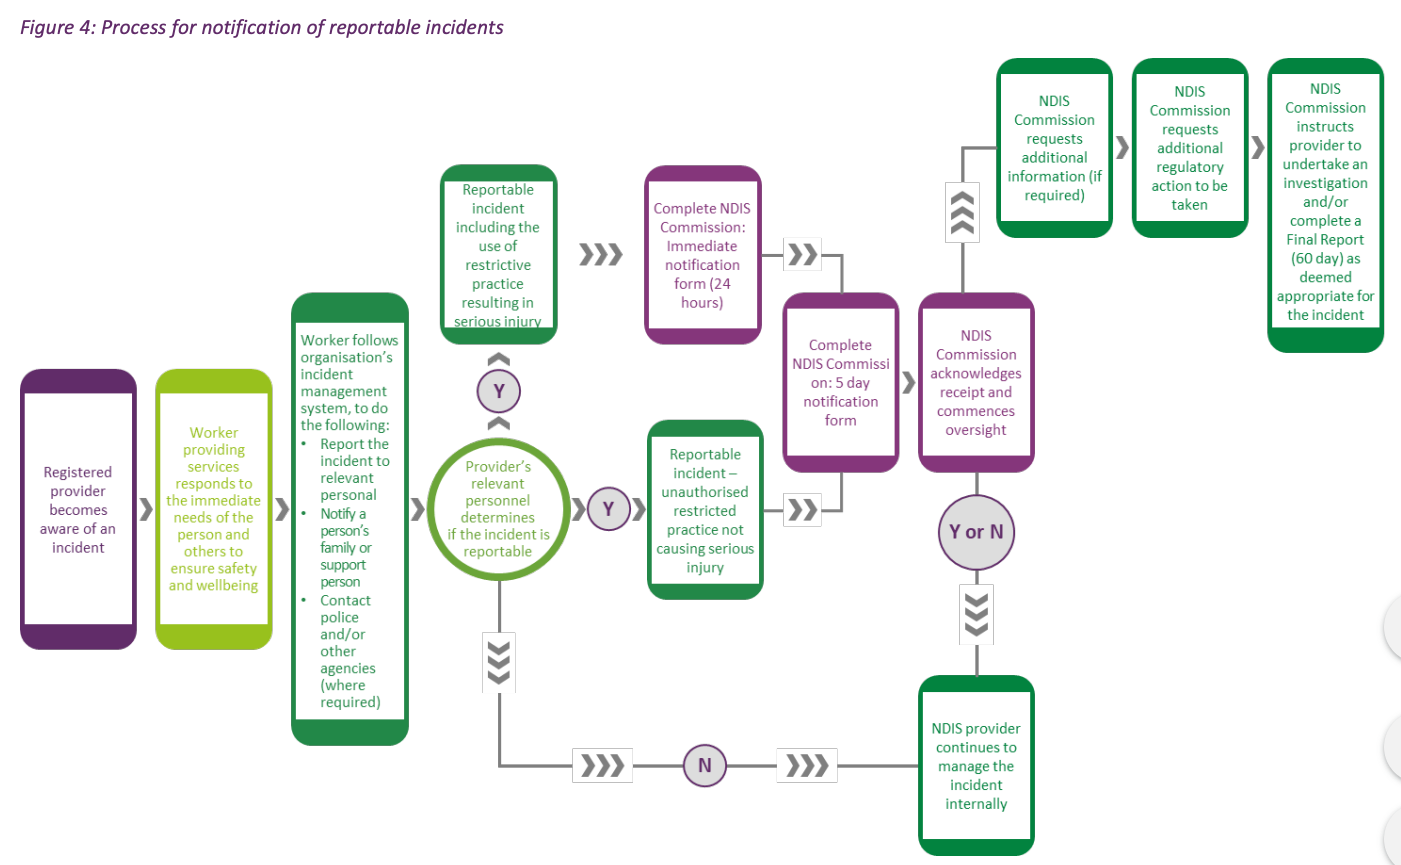 Figure 4: Process for notification of reportable incidents
Registered
provider
becomes
aware of an
incident
Worker
providing
services
responds to
the immediate
needs of the
person and
others to
ensure safety
and wellbeing
Worker follows
organisation's
incident
management
system, to do
the following:
• Report the
incident to
relevant
personal
• Notify a
person's
family or
support
person
• Contact
police
and/or
other
agencies
(where
required)
Provider's
relevant
personnel
determines
if the incident is
reportable
Y
Reportable
incident
including the
use of
restrictive
practice
resulting in
serious injury
Complete NDIS
Commission:
Immediate
notification
form (24
hours)
Y
Reportable
incident –
unauthorised
restricted
practice not
causing serious
injury
Complete
NDIS Commissi
on: 5 day
notification
form
NDIS
Commission
acknowledges
receipt and
commences
oversight
NDIS
Commission
requests
additional
information (if
required)
NDIS
Commission
requests
additional
regulatory
action to be
taken
NDIS
Commission
instructs
provider to
undertake an
investigation
and/or
complete a
Final Report
(60 day) as
deemed
appropriate for
the incident
Y or N
N
NDIS provider
continues to
manage the
incident
internally